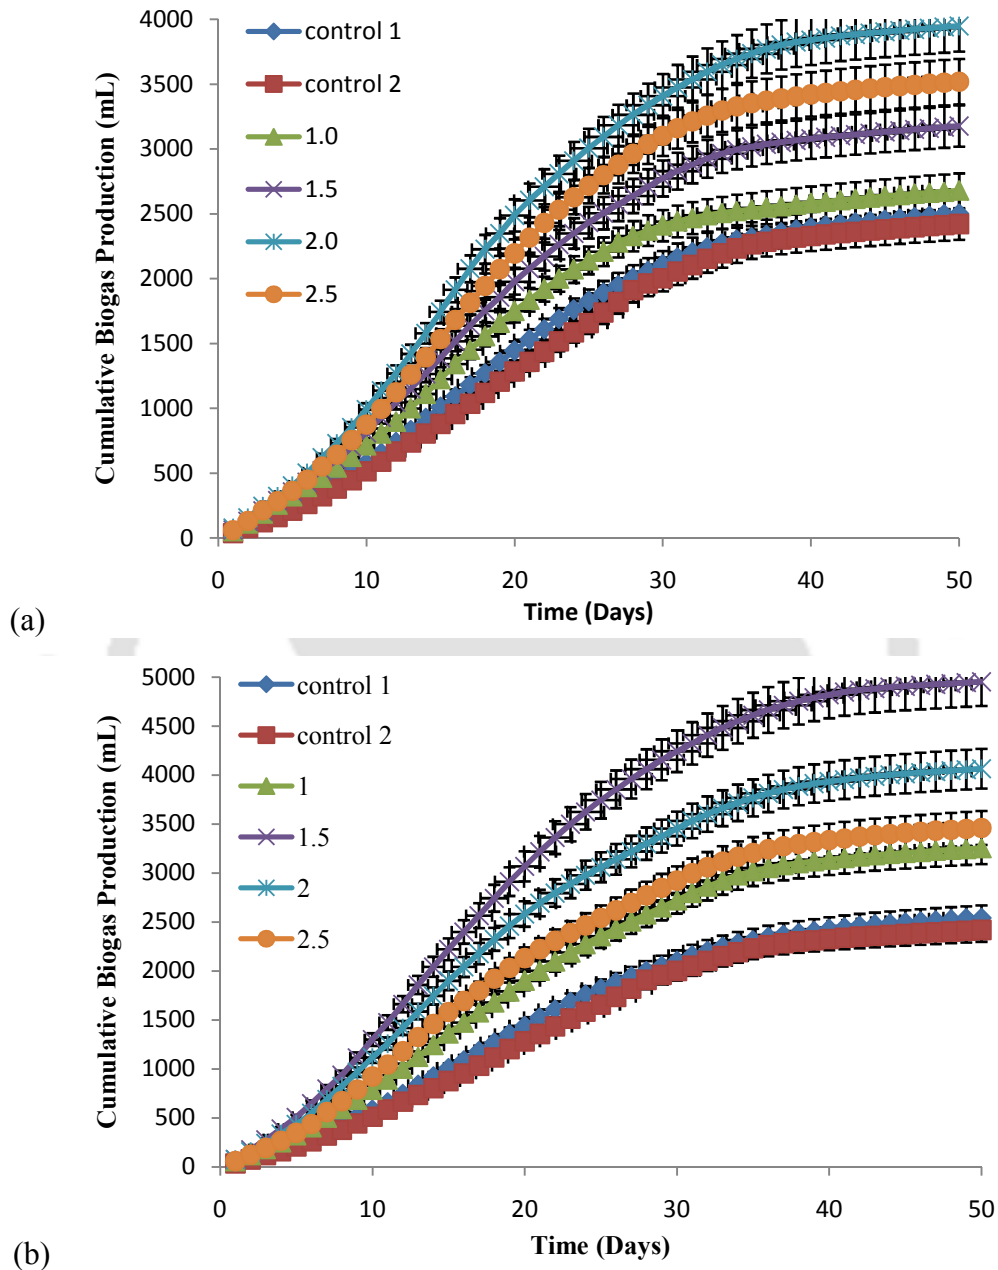 4000
3500
3000
2500
2000
1500
1000
500
0
Cumulative Biogas Production (mL)
control 1
control 2
1.0
1.5
2.0
2.5
0 10 20 30 40 50
Time (Days)
(a)
5000
4500
4000
3500
3000
2500
2000
1500
1000
500
0
Cumulative Biogas Production (mL)
control 1
control 2
1
1.5
2
2.5
0 10 20 30 40 50
Time (Days)
(b)